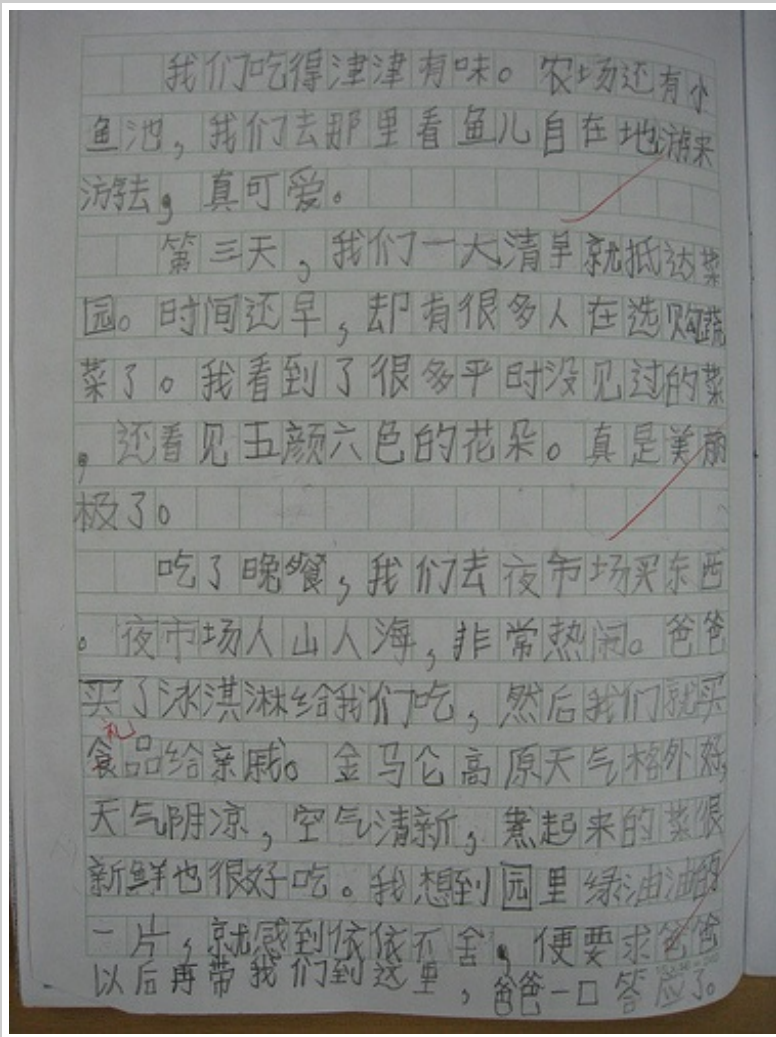 我们吃得津津有味。农场还有小
鱼池，我们去那里看鱼儿自在地游来
游去，真可爱。
第三天，我们一大清早就抵达菜
园。时间还早，却有很多人在选购蔬
菜了。我看到了很多平时没见过的菜
，还看见五颜六色的花朵。真是美丽
极了。
吃了晚餐，我们去夜市场买东西
。夜市场人山人海，非常热闹。爸爸
买了冰淇淋给我们吃，然后我们就买
礼
食品给亲戚。金马仑高原天气格外好，
天气阴凉，空气清新，煮起来的菜很
新鲜也很好吃。我想到园里绿油油的
一片，就感到依依不舍，便要求爸爸
以后再带我们到这里，爸爸一口答应了。